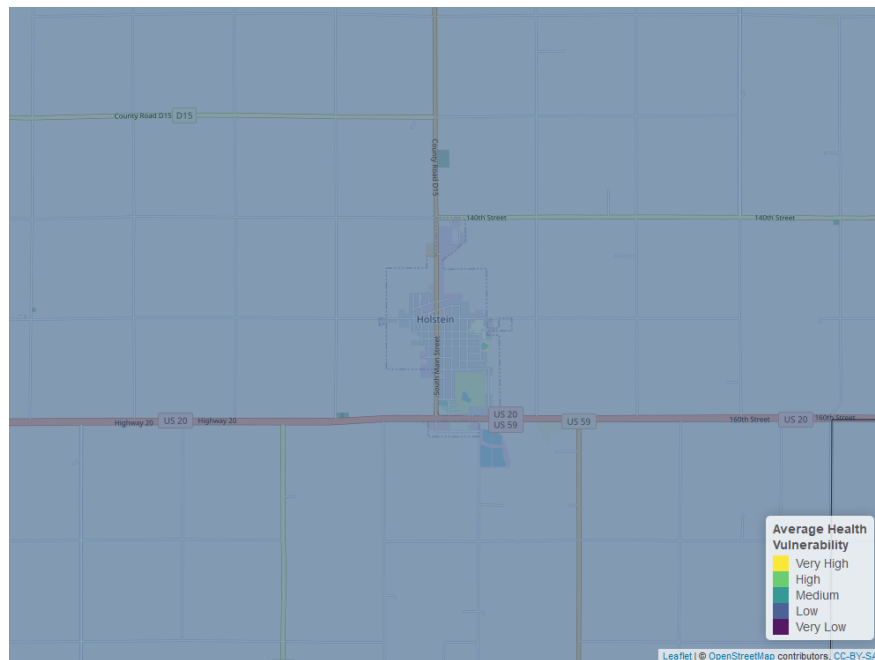 County Road D15
D15
County Road D15
140th Street
140th Street
Holstein
South Main Street
Highway 20
US 20
Highway 20
US 20
US 59
US 59
160th Street
US 20
160th Street
Average Health
Vulnerability
Very High
High
Medium
Low
Very Low
Leaflet | © OpenStreetMap contributors, CC-BY-SA